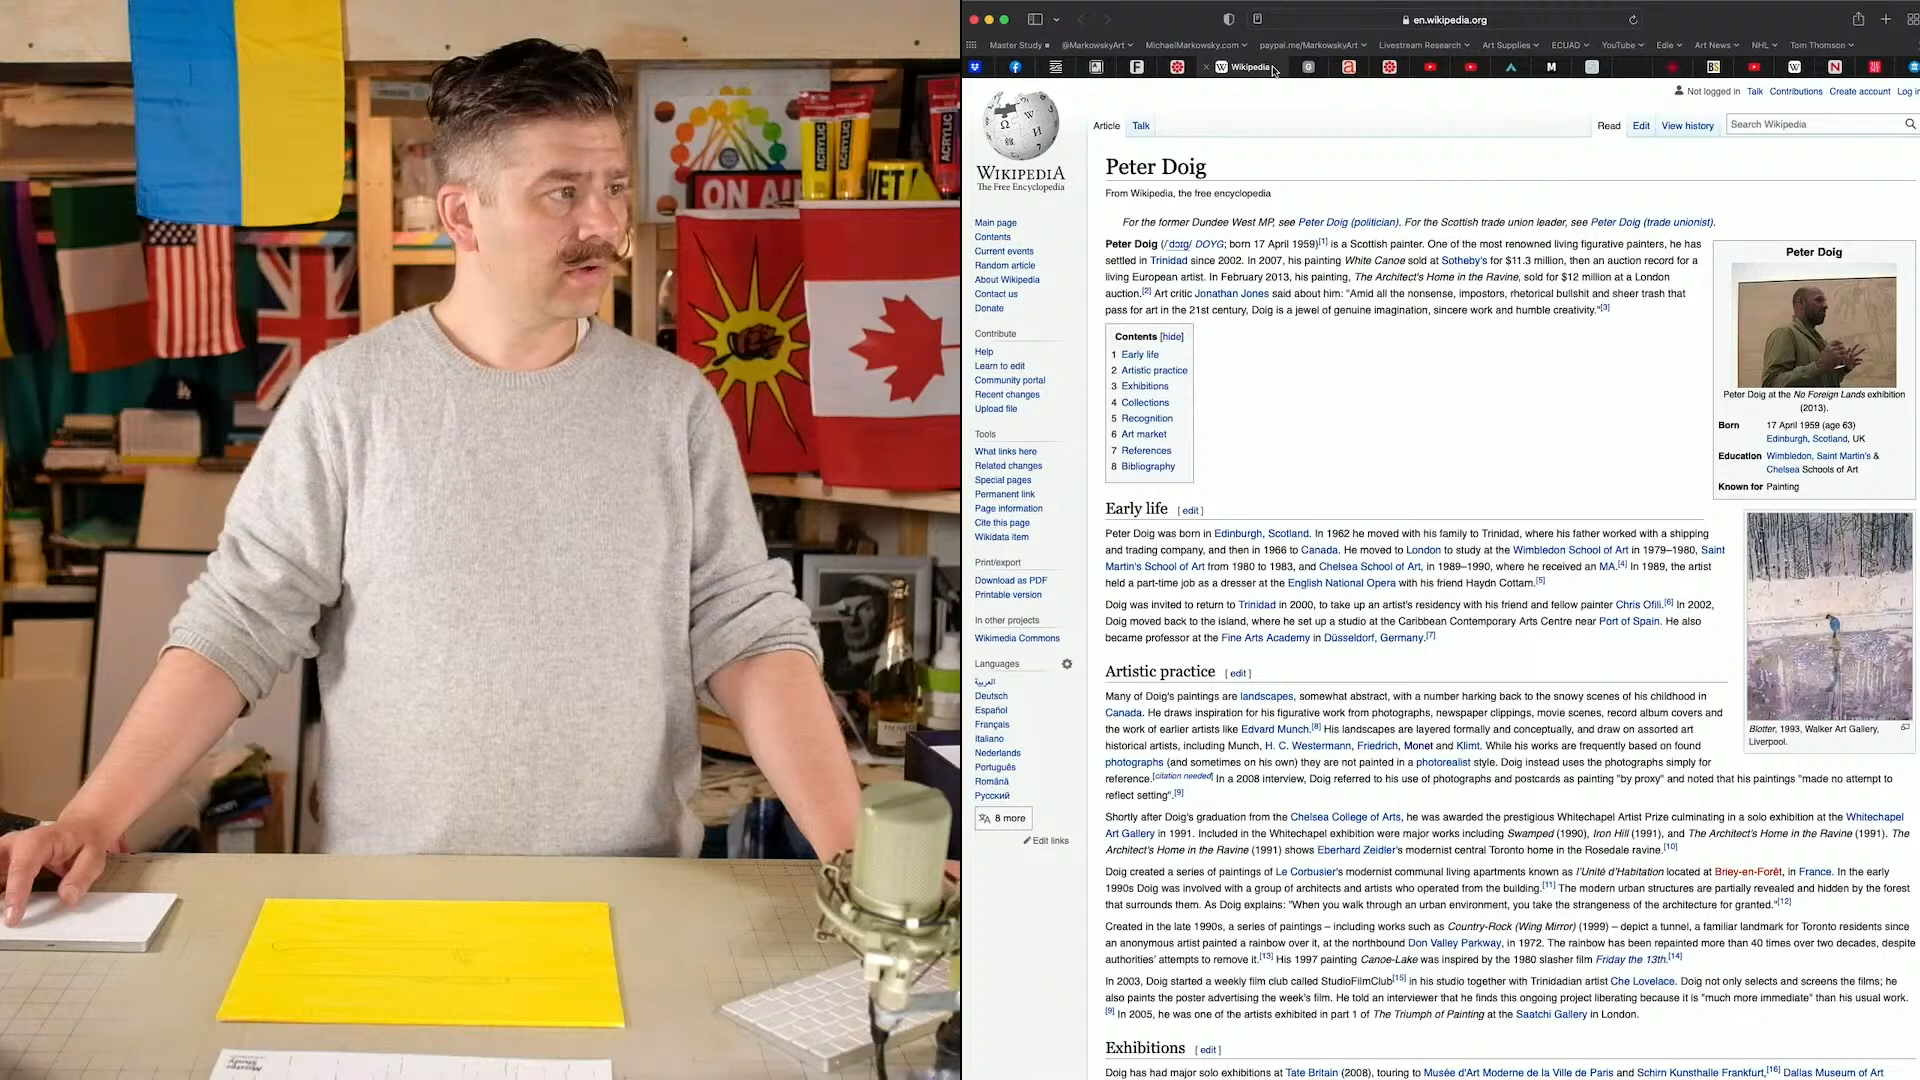 ACRYLIC
ACRYLIC
ACRYLIC
ON AI
WET!
Master
Study
en.wikipedia.org
Master Study
@MarkowskyArt
MichaelMarkowsky.com
paypal.me/MarkowskyArt
Livestream Research
Art Supplies
ECUAD
YouTube
Edie
Art News
NHL
Tom Thomson
Wikipedia
Not logged in Talk Contributions Create account Log in
Article Talk
Read Edit View history
Search Wikipedia
WIKIPEDIA
The Free Encyclopedia
Main page
Contents
Current events
Random article
About Wikipedia
Contact us
Donate
Contribute
Help
Learn to edit
Community portal
Recent changes
Upload file
Tools
What links here
Related changes
Special pages
Permanent link
Page information
Cite this page
Wikidata item
Print/export
Download as PDF
Printable version
In other projects
Wikimedia Commons
Languages
العربية
Deutsch
Español
Français
Italiano
Nederlands
Português
Română
Русский
8 more
Edit links
Peter Doig
From Wikipedia, the free encyclopedia
For the former Dundee West MP, see Peter Doig (politician). For the Scottish trade union leader, see Peter Doig (trade unionist).
Peter Doig (/ˈdɔɪɡ/ DOYG; born 17 April 1959)[1] is a Scottish painter. One of the most renowned living figurative painters, he has
settled in Trinidad since 2002. In 2007, his painting White Canoe sold at Sotheby's for $11.3 million, then an auction record for a
living European artist. In February 2013, his painting, The Architect's Home in the Ravine, sold for $12 million at a London
auction.[2] Art critic Jonathan Jones said about him: "Amid all the nonsense, impostors, rhetorical bullshit and sheer trash that
pass for art in the 21st century, Doig is a jewel of genuine imagination, sincere work and humble creativity."[3]
Contents [hide]
1 Early life
2 Artistic practice
3 Exhibitions
4 Collections
5 Recognition
6 Art market
7 References
8 Bibliography
Peter Doig
Peter Doig at the No Foreign Lands exhibition
(2013).
Born 17 April 1959 (age 63)
Edinburgh, Scotland, UK
Education Wimbledon, Saint Martin's &
Chelsea Schools of Art
Known for Painting
Early life [ edit ]
Peter Doig was born in Edinburgh, Scotland. In 1962 he moved with his family to Trinidad, where his father worked with a shipping
and trading company, and then in 1966 to Canada. He moved to London to study at the Wimbledon School of Art in 1979–1980, Saint
Martin's School of Art from 1980 to 1983, and Chelsea School of Art, in 1989–1990, where he received an MA.[4] In 1989, the artist
held a part-time job as a dresser at the English National Opera with his friend Haydn Cottam.[5]
Doig was invited to return to Trinidad in 2000, to take up an artist's residency with his friend and fellow painter Chris Ofili.[6] In 2002,
Doig moved back to the island, where he set up a studio at the Caribbean Contemporary Arts Centre near Port of Spain. He also
became professor at the Fine Arts Academy in Düsseldorf, Germany.[7]
Blotter, 1993, Walker Art Gallery,
Liverpool.
Artistic practice [ edit ]
Many of Doig's paintings are landscapes, somewhat abstract, with a number harking back to the snowy scenes of his childhood in
Canada. He draws inspiration for his figurative work from photographs, newspaper clippings, movie scenes, record album covers and
the work of earlier artists like Edvard Munch.[8] His landscapes are layered formally and conceptually, and draw on assorted art
historical artists, including Munch, H. C. Westermann, Friedrich, Monet and Klimt. While his works are frequently based on found
photographs (and sometimes on his own) they are not painted in a photorealist style. Doig instead uses the photographs simply for
reference.[citation needed] In a 2008 interview, Doig referred to his use of photographs and postcards as painting "by proxy" and noted that his paintings "made no attempt to
reflect setting".[9]
Shortly after Doig's graduation from the Chelsea College of Arts, he was awarded the prestigious Whitechapel Artist Prize culminating in a solo exhibition at the Whitechapel
Art Gallery in 1991. Included in the Whitechapel exhibition were major works including Swamped (1990), Iron Hill (1991), and The Architect's Home in the Ravine (1991). The
Architect's Home in the Ravine (1991) shows Eberhard Zeidler's modernist central Toronto home in the Rosedale ravine.[10]
Doig created a series of paintings of Le Corbusier's modernist communal living apartments known as l'Unité d'Habitation located at Briey-en-Forêt, in France. In the early
1990s Doig was involved with a group of architects and artists who operated from the building.[11] The modern urban structures are partially revealed and hidden by the forest
that surrounds them. As Doig explains: "When you walk through an urban environment, you take the strangeness of the architecture for granted."[12]
Created in the late 1990s, a series of paintings – including works such as Country-Rock (Wing Mirror) (1999) – depict a tunnel, a familiar landmark for Toronto residents since
an anonymous artist painted a rainbow over it, at the northbound Don Valley Parkway, in 1972. The rainbow has been repainted more than 40 times over two decades, despite
authorities' attempts to remove it.[13] His 1997 painting Canoe-Lake was inspired by the 1980 slasher film Friday the 13th.[14]
In 2003, Doig started a weekly film club called StudioFilmClub[15] in his studio together with Trinidadian artist Che Lovelace. Doig not only selects and screens the films; he
also paints the poster advertising the week's film. He told an interviewer that he finds this ongoing project liberating because it is "much more immediate" than his usual work.
[9] In 2005, he was one of the artists exhibited in part 1 of The Triumph of Painting at the Saatchi Gallery in London.
Exhibitions [ edit ]
Doig has had major solo exhibitions at Tate Britain (2008), touring to Musée d'Art Moderne de la Ville de Paris and Schirn Kunsthalle Frankfurt,[16] Dallas Museum of Art